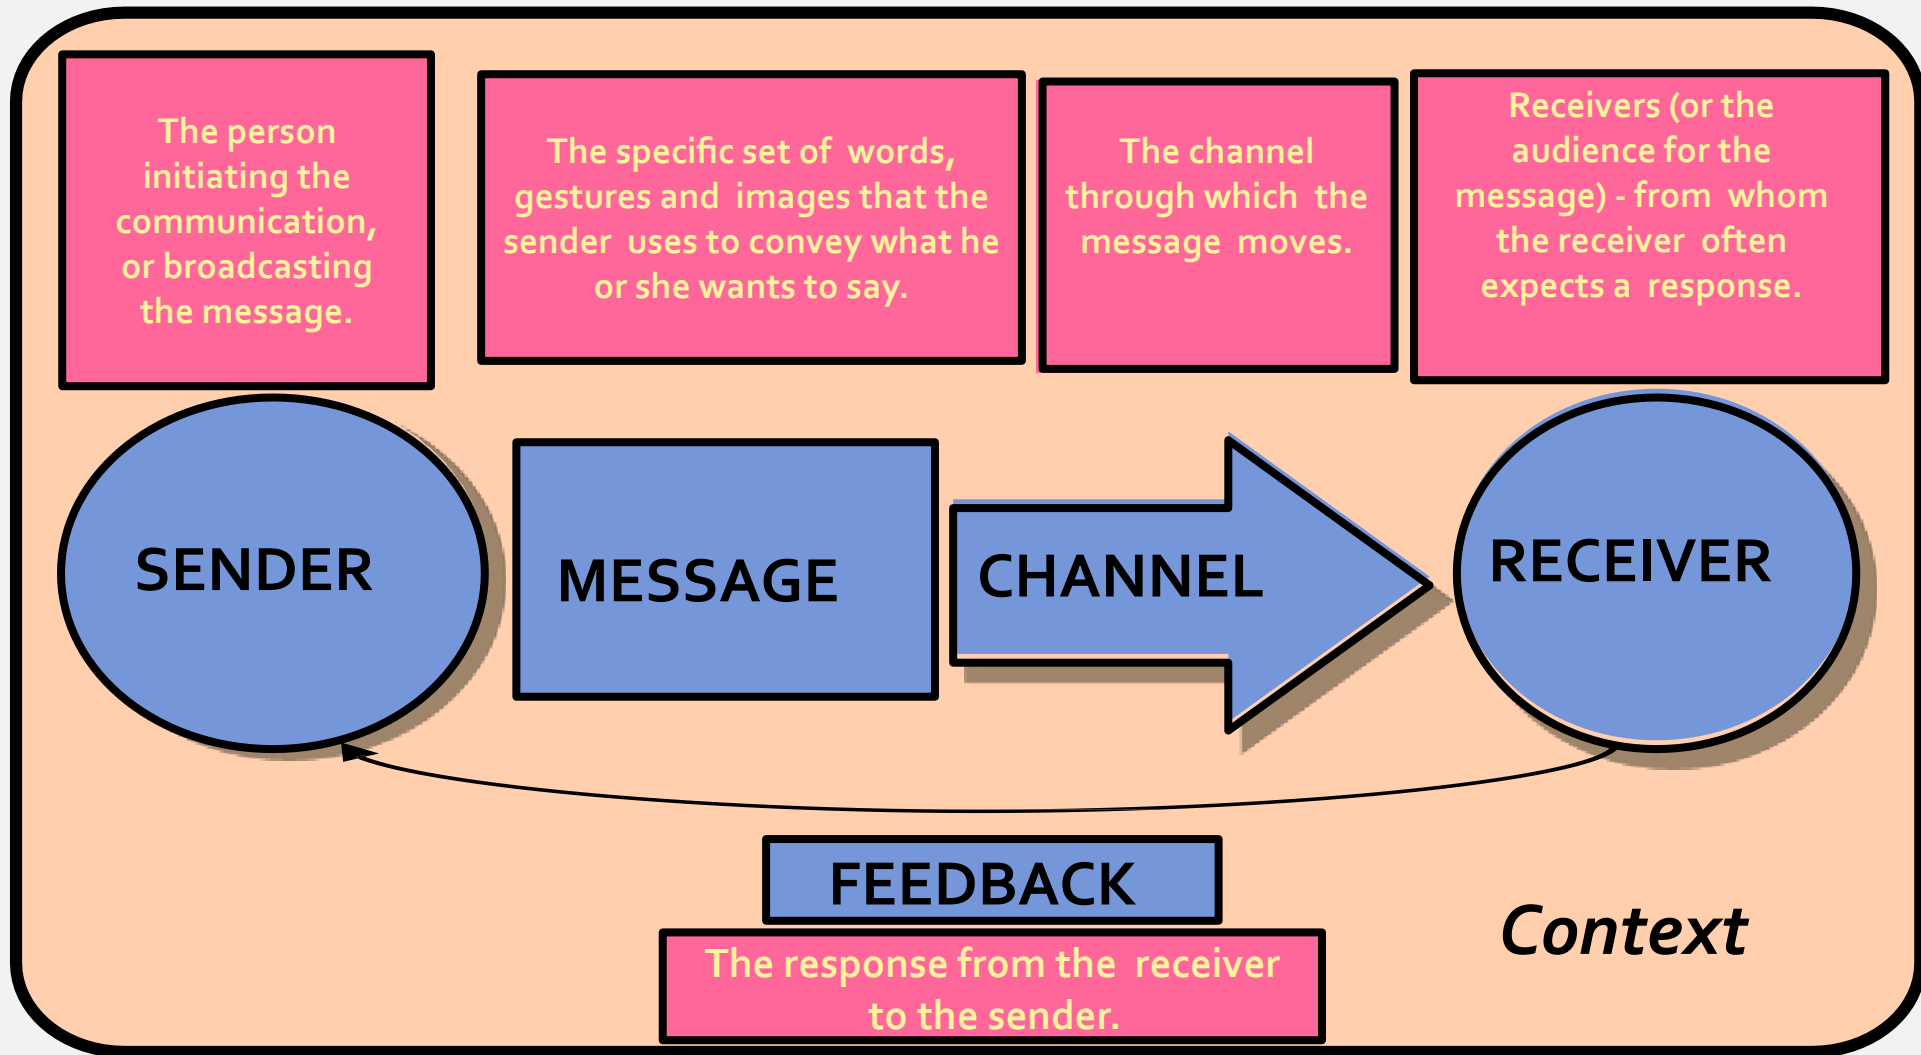 The person
initiating the
communication,
or broadcasting
the message.
The specific set of words,
gestures and images that the
sender uses to convey what he
or she wants to say.
The channel
through which the
message moves.
Receivers (or the
audience for the
message) - from whom
the receiver often
expects a response.
SENDER
MESSAGE
CHANNEL
RECEIVER
FEEDBACK
The response from the receiver
to the sender.
Context